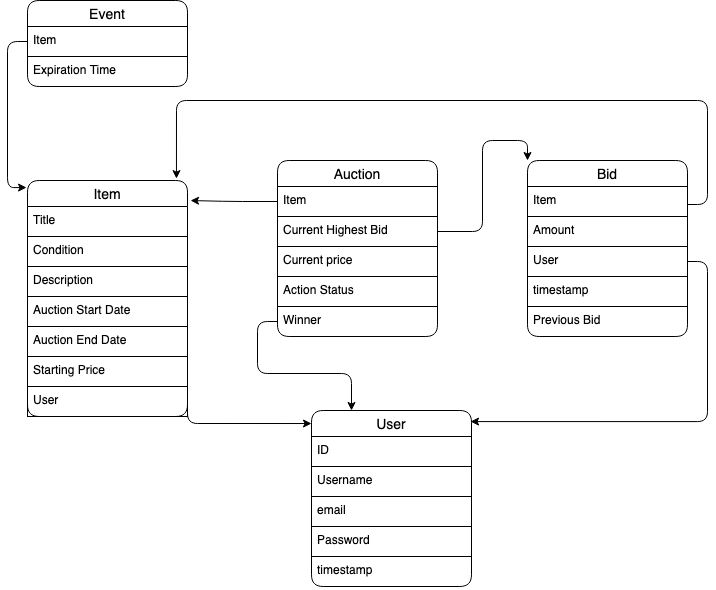 Event
Item
Expiration Time
Item
Title
Condition
Description
Auction Start Date
Auction End Date
Starting Price
User
Auction
Item
Current Highest Bid
Current price
Action Status
Winner
Bid
Item
Amount
User
timestamp
Previous Bid
User
ID
Username
email
Password
timestamp